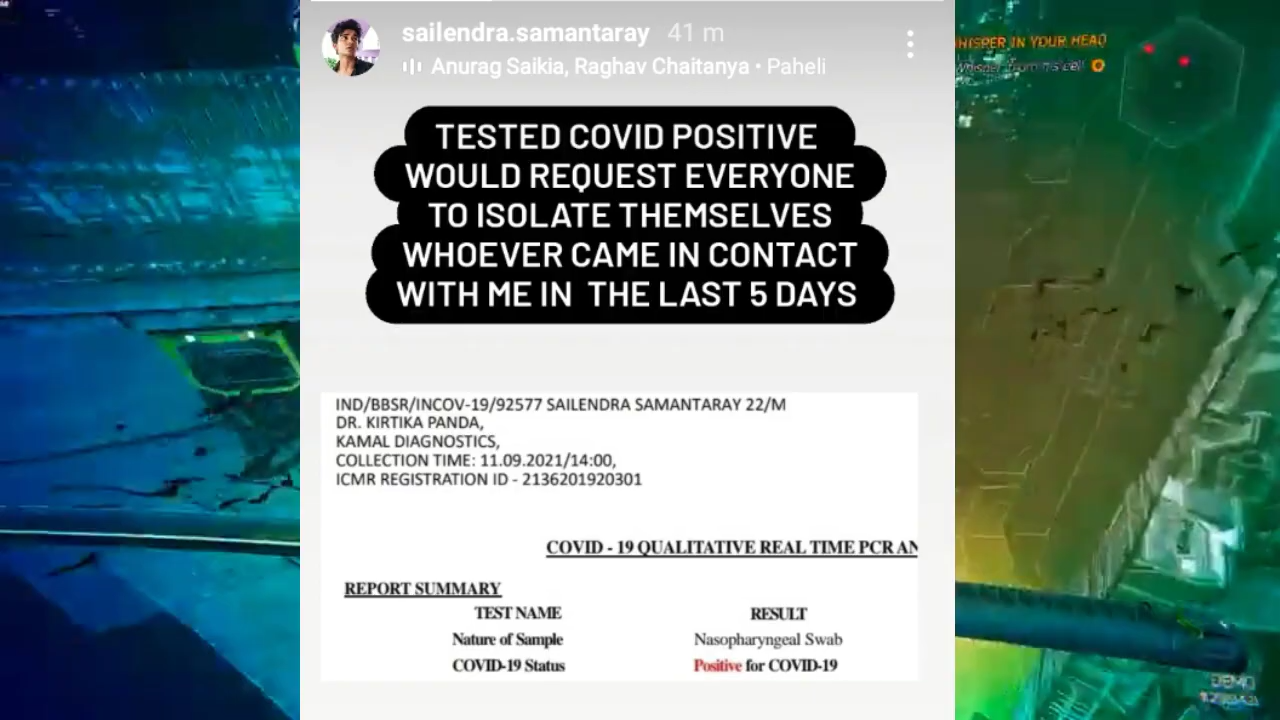 sailendra.samantaray 41 m
Anurag Saikia, Raghav Chaitanya • Paheli
TESTED COVID POSITIVE
WOULD REQUEST EVERYONE
TO ISOLATE THEMSELVES
WHOEVER CAME IN CONTACT
WITH ME IN THE LAST 5 DAYS
IND/BBSR/INCOV-19/92577 SAILENDRA SAMANTARAY 22/M
DR. KIRTIKA PANDA,
KAMAL DIAGNOSTICS,
COLLECTION TIME: 11.09.2021/14:00,
ICMR REGISTRATION ID - 2136201920301
COVID - 19 QUALITATIVE REAL TIME PCR AN
REPORT SUMMARY
TEST NAME RESULT
Nature of Sample Nasopharyngeal Swab
COVID-19 Status Positive for COVID-19
HISPER IN YOUR HEAD
DEMO